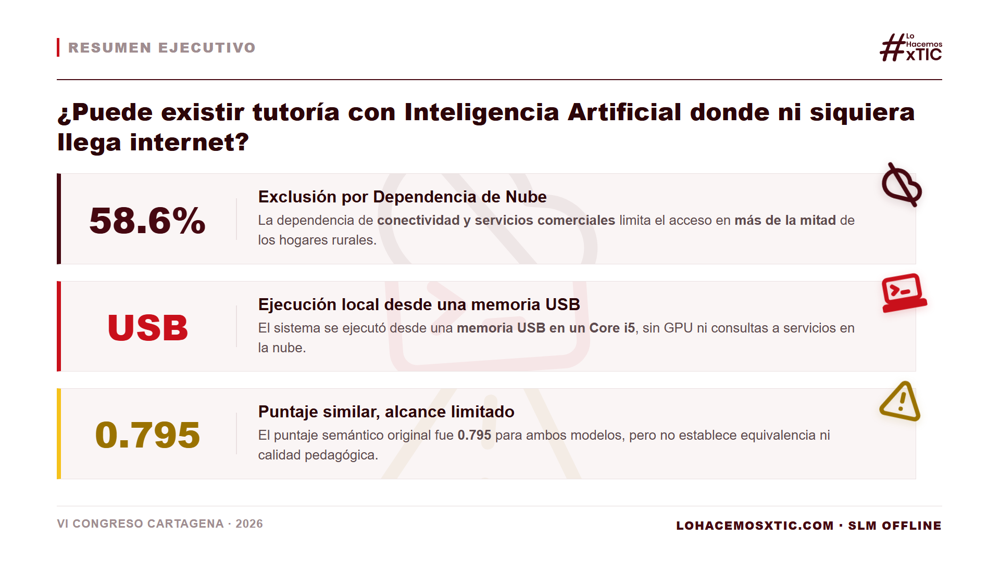 RESUMEN EJECUTIVO
#Lo
Hacemos
xTIC
¿Puede existir tutoría con Inteligencia Artificial donde ni siquiera
llega internet?
58.6%
Exclusión por Dependencia de Nube
La dependencia de conectividad y servicios comerciales limita el acceso en más de la mitad de
los hogares rurales.
USB
Ejecución local desde una memoria USB
El sistema se ejecutó desde una memoria USB en un Core i5, sin GPU ni consultas a servicios en
la nube.
0.795
Puntaje similar, alcance limitado
El puntaje semántico original fue 0.795 para ambos modelos, pero no establece equivalencia ni
calidad pedagógica.
VI CONGRESO CARTAGENA · 2026
LOHACEMOSXTIC.COM · SLM OFFLINE